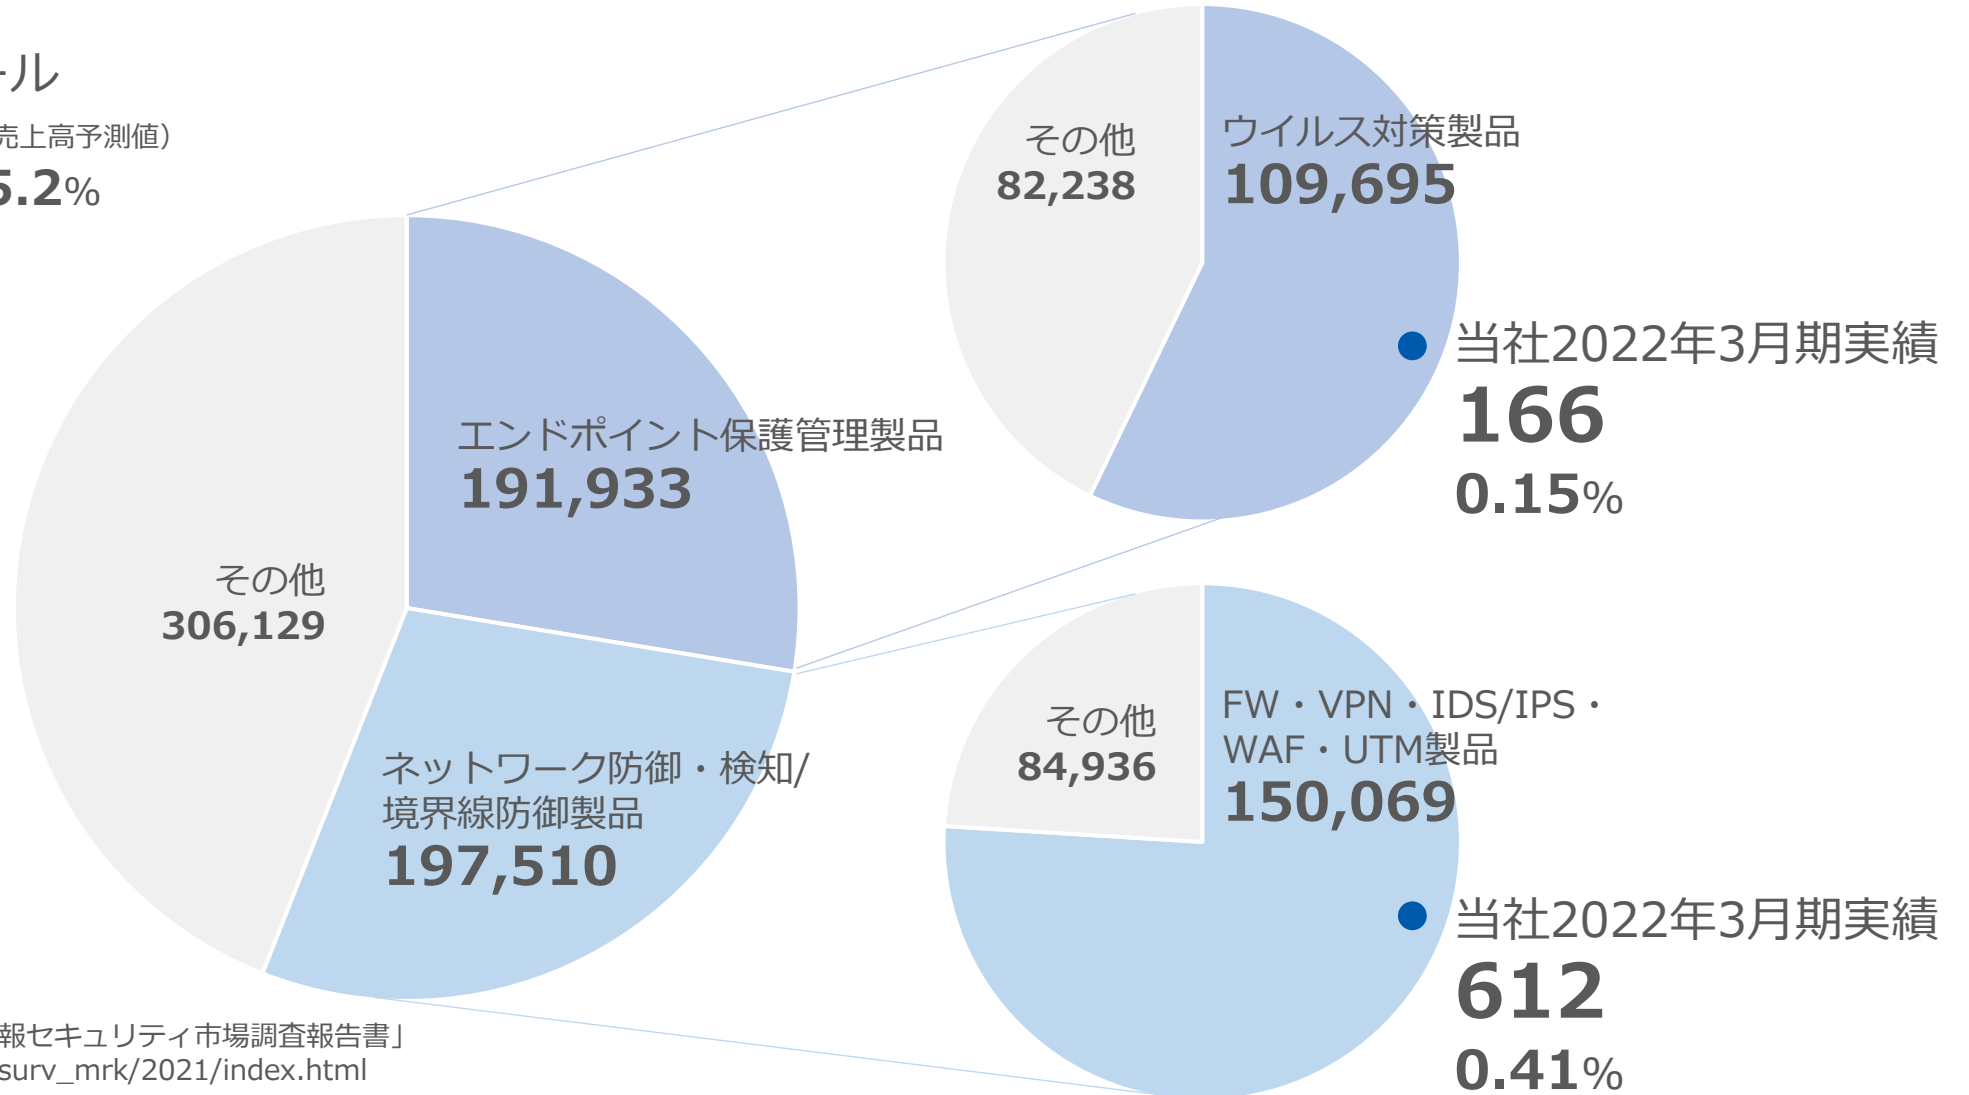 ール
売上高予測値）
5.2%
その他
306,129
エンドポイント保護管理製品
191,933
ネットワーク防御・検知/
境界線防御製品
197,510
その他
82,238
ウイルス対策製品
109,695
当社2022年3月期実績
166
0.15%
その他
84,936
FW・VPN・IDS/IPS・
WAF・UTM製品
150,069
当社2022年3月期実績
612
0.41%
報セキュリティ市場調査報告書」
surv_mrk/2021/index.html